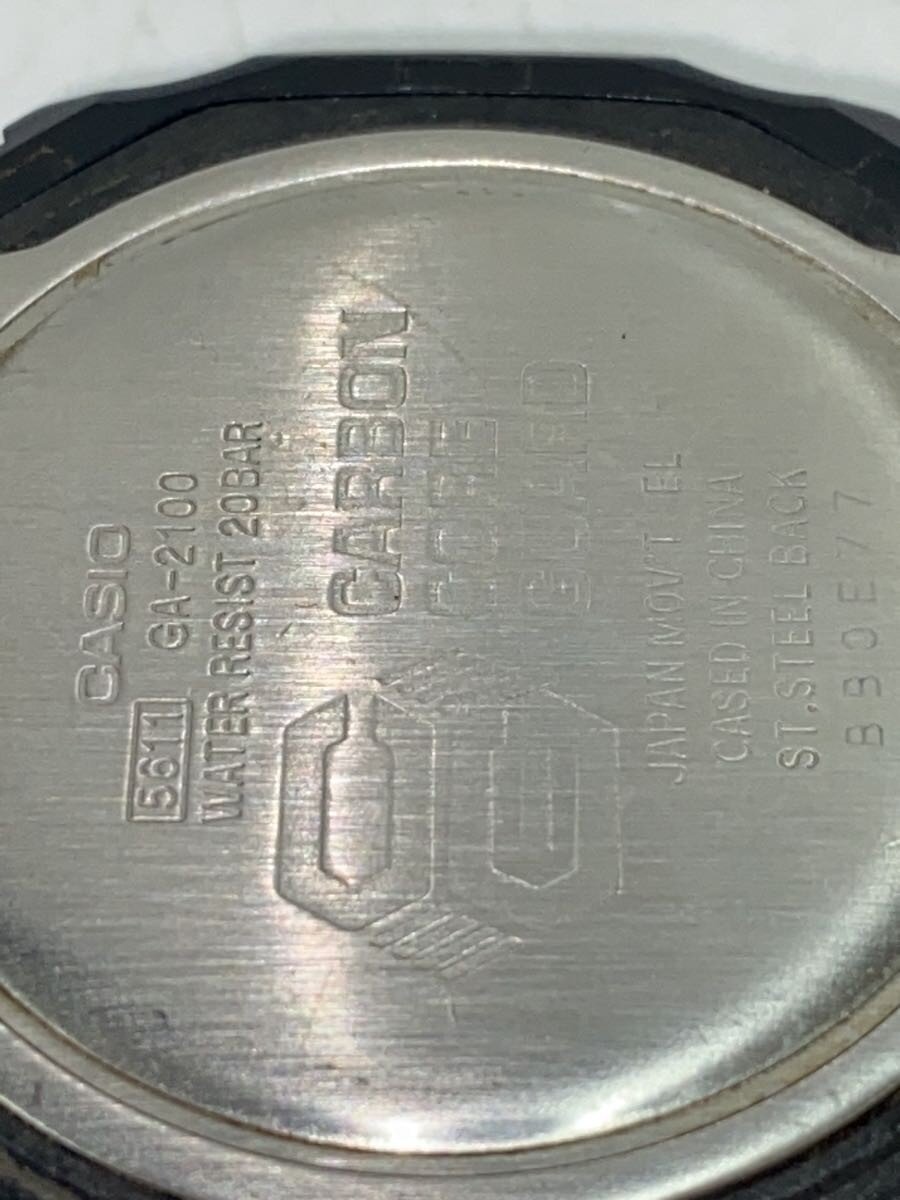 CASIO
5611 GA-2100
WATER RESIST 20BAR
CARBON
CORE
GUARD
JAPAN MOV'T EL
CASED IN CHINA
ST.STEEL BACK
BB0E77